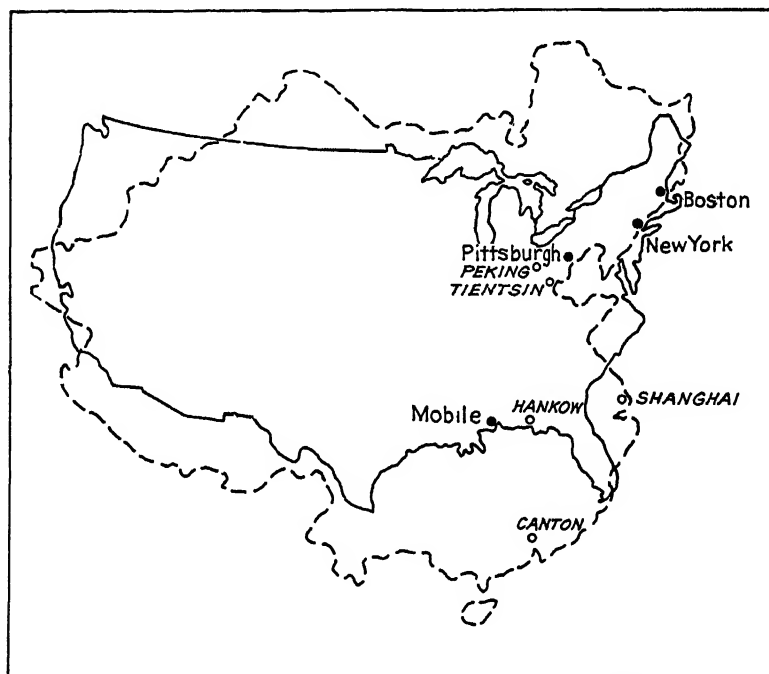 Boston
New York
Pittsburgh
PEKING
TIENTSIN
SHANGHAI
Mobile
HANKOW
CANTON